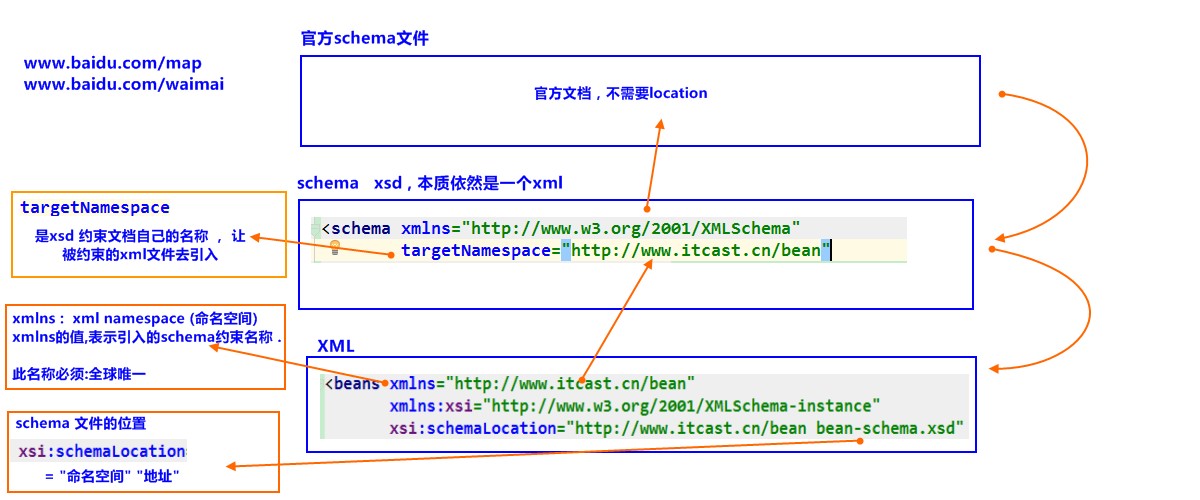 官方schema文件
www.baidu.com/map
www.baidu.com/waimai
官方文档，不需要location
schema xsd，本质依然是一个xml
targetNamespace
是xsd 约束文档自己的名称 ，让
被约束的xml文件去引入
<schema xmlns="http://www.w3.org/2001/XMLSchema"
targetNamespace="http://www.itcast.cn/bean"
xmlns： xml namespace (命名空间)
xmlns的值,表示引入的schema约束名称 .
此名称必须:全球唯一
XML
<beans xmlns="http://www.itcast.cn/bean"
xmlns:xsi="http://www.w3.org/2001/XMLSchema-instance"
xsi:schemaLocation="http://www.itcast.cn/bean bean-schema.xsd"
schema 文件的位置
xsi:schemaLocation=
= "命名空间" "地址"